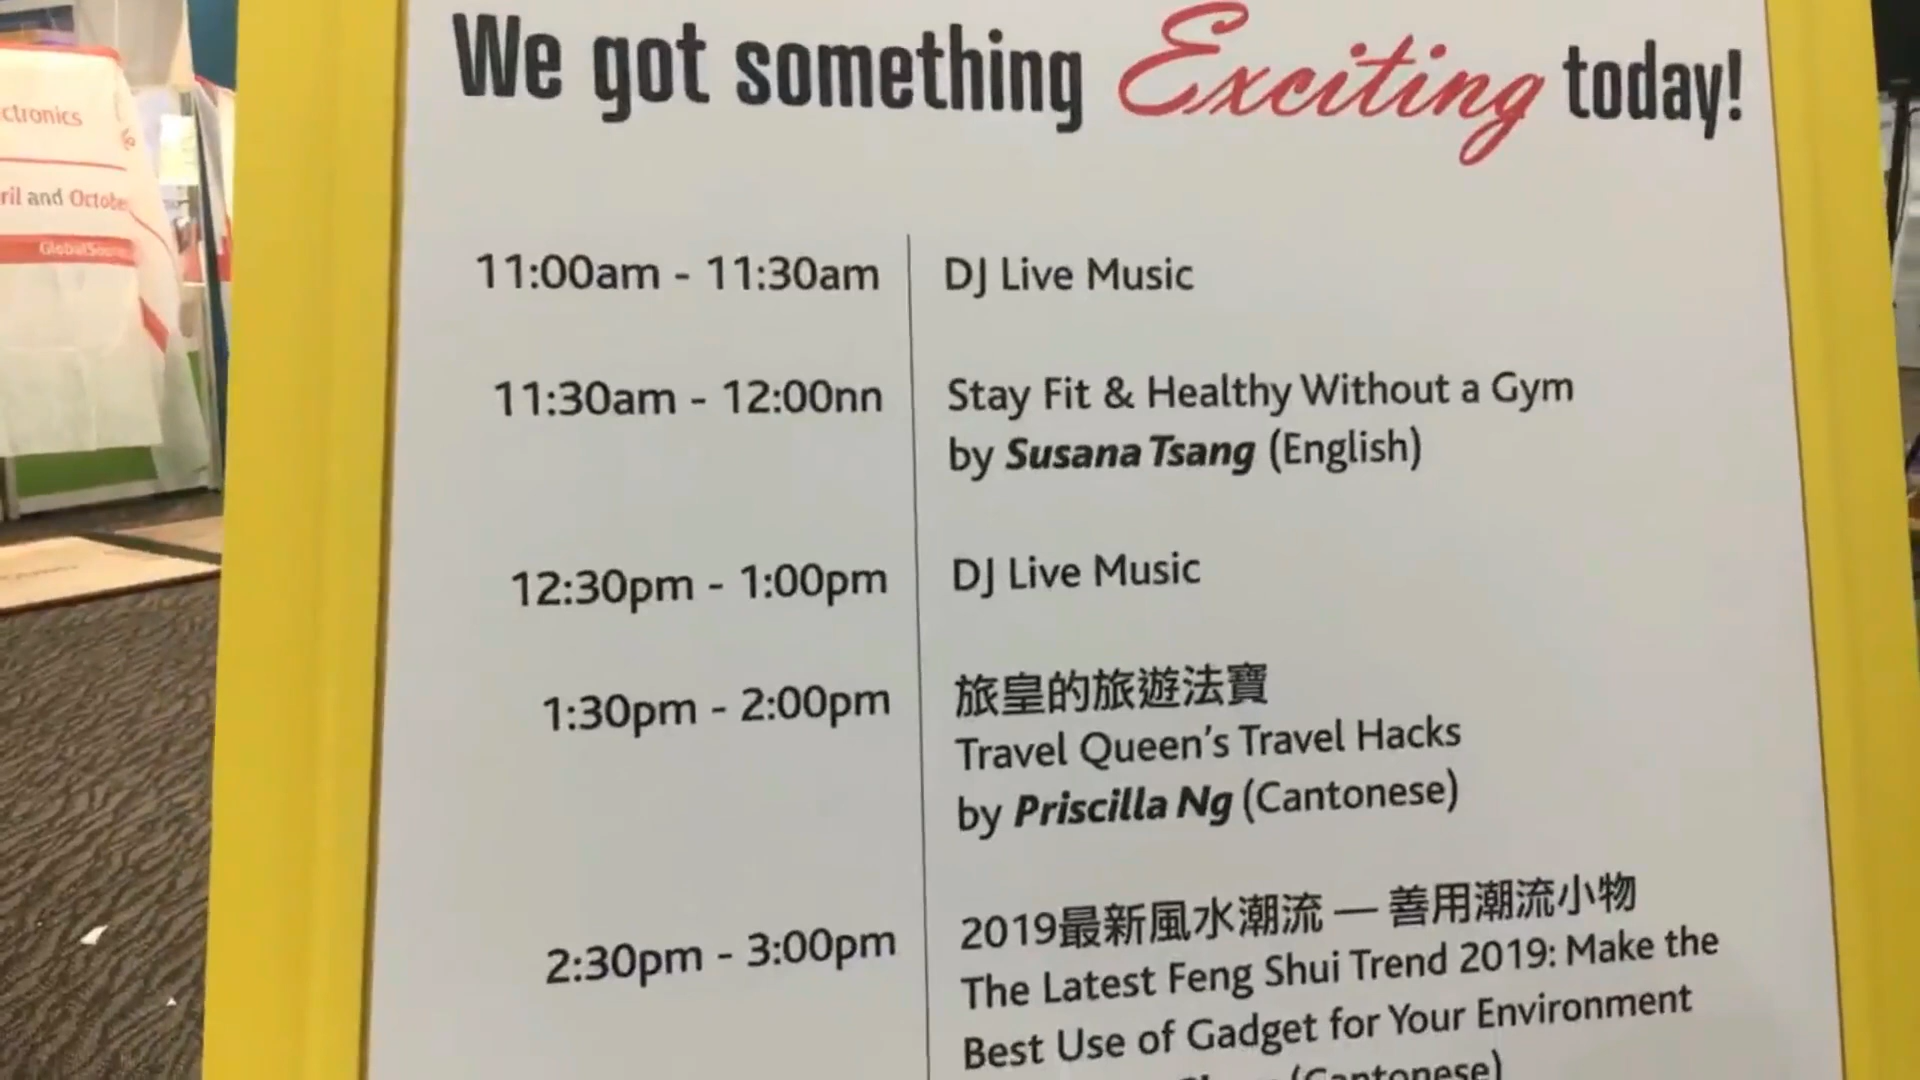 We got something Exciting today!
11:00am - 11:30am DJ Live Music
11:30am - 12:00nn Stay Fit & Healthy Without a Gym
by Susana Tsang (English)
12:30pm - 1:00pm DJ Live Music
1:30pm - 2:00pm 旅皇的旅遊法寶
Travel Queen's Travel Hacks
by Priscilla Ng (Cantonese)
2:30pm - 3:00pm 2019最新風水潮流 — 善用潮流小物
The Latest Feng Shui Trend 2019: Make the
Best Use of Gadget for Your Environment
(Cantonese)
ctronics
ril and October